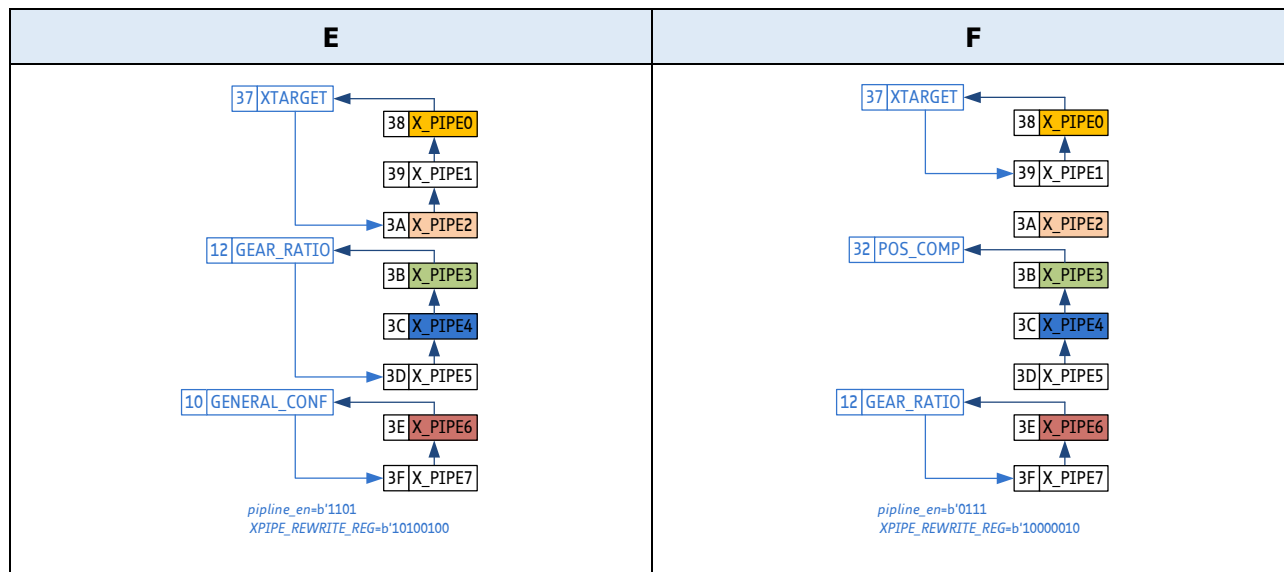 E
F
37 XTARGET
38 X_PIPE0
39 X_PIPE1
3A X_PIPE2
12 GEAR_RATIO
3B X_PIPE3
3C X_PIPE4
3D X_PIPE5
10 GENERAL_CONF
3E X_PIPE6
3F X_PIPE7
pipline_en=b'1101
XPIPE_REWRITE_REG=b'10100100
37 XTARGET
38 X_PIPE0
39 X_PIPE1
3A X_PIPE2
32 POS_COMP
3B X_PIPE3
3C X_PIPE4
3D X_PIPE5
12 GEAR_RATIO
3E X_PIPE6
3F X_PIPE7
pipline_en=b'0111
XPIPE_REWRITE_REG=b'10000010